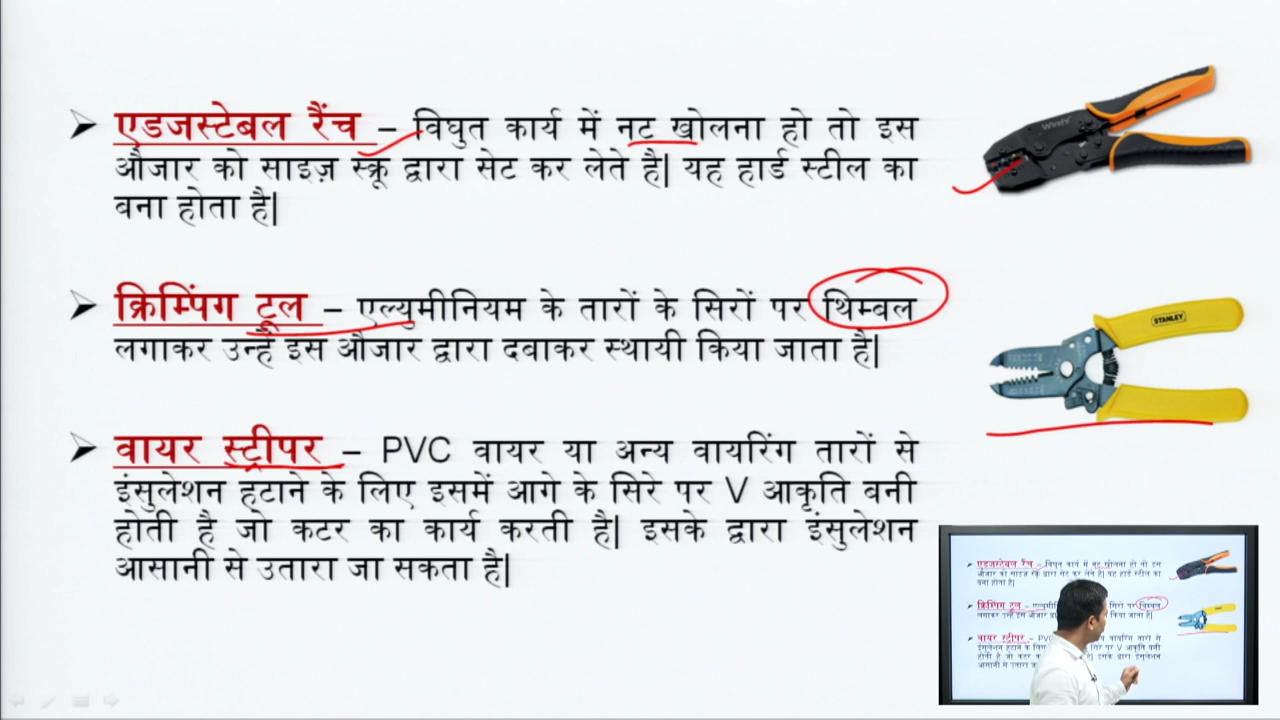 एडजस्टेबल रैंच – विघुत कार्य में नट खोलना हो तो इस
औजार को साइज़ स्क्रू द्वारा सेट कर लेते है| यह हार्ड स्टील का
बना होता है|
क्रिम्पिंग टूल – एल्युमीनियम के तारों के सिरों पर थिम्बल
लगाकर उन्हें इस औजार द्वारा दबाकर स्थायी किया जाता है|
वायर स्ट्रीपर – PVC वायर या अन्य वायरिंग तारों से
इंसुलेशन हटाने के लिए इसमें आगे के सिरे पर V आकृति बनी
होती है जो कटर का कार्य करती है| इसके द्वारा इंसुलेशन
आसानी से उतारा जा सकता है|
STANLEY